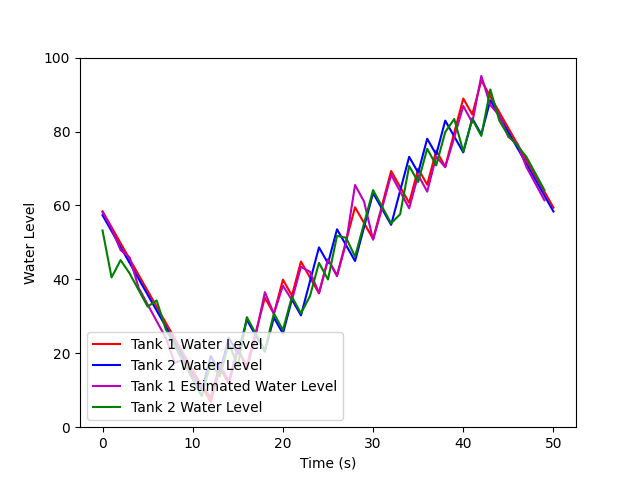 100
80
60
40
20
0
Water Level
Tank 1 Water Level
Tank 2 Water Level
Tank 1 Estimated Water Level
Tank 2 Water Level
0 10 20 30 40 50
Time (s)